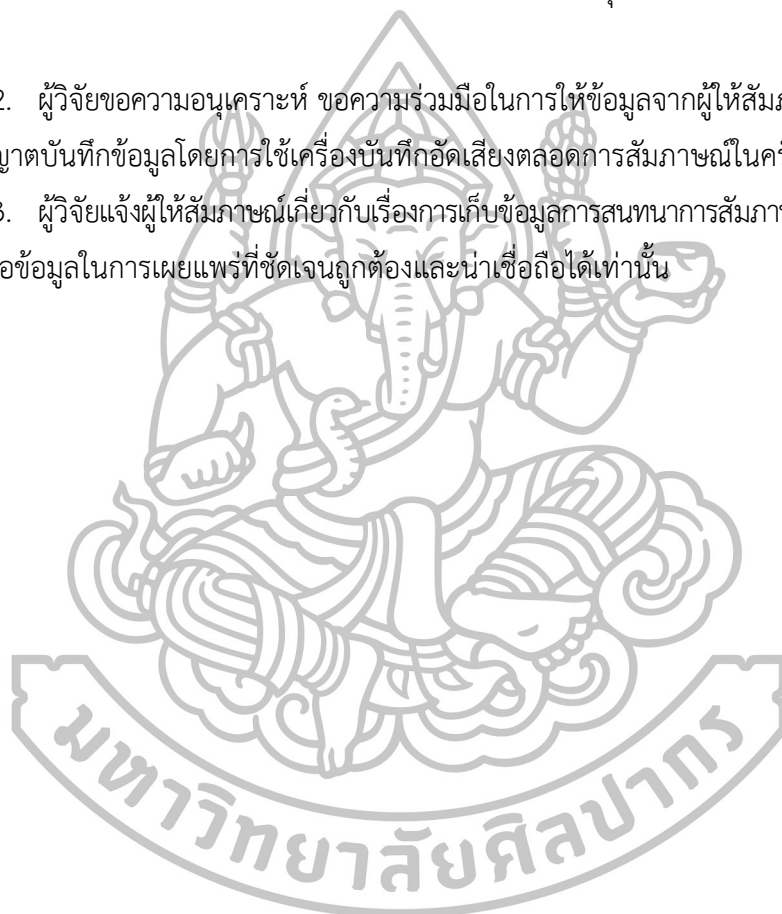 2. ผู้วิจัยขอความอนุเคราะห์ ขอความร่วมมือในการให้ข้อมูลจากผู้ให้สัมภ
ญาตบันทึกข้อมูลโดยการใช้เครื่องบันทึกอัดเสียงตลอดการสัมภาษณ์ในคร
3. ผู้วิจัยแจ้งผู้ให้สัมภาษณ์เกี่ยวกับเรื่องการเก็บข้อมูลการสนทนาการสัมภา
อข้อมูลในการเผยแพร่ที่ชัดเจนถูกต้องและน่าเชื่อถือได้เท่านั้น
มหาวิทยาลัยศิลปากร